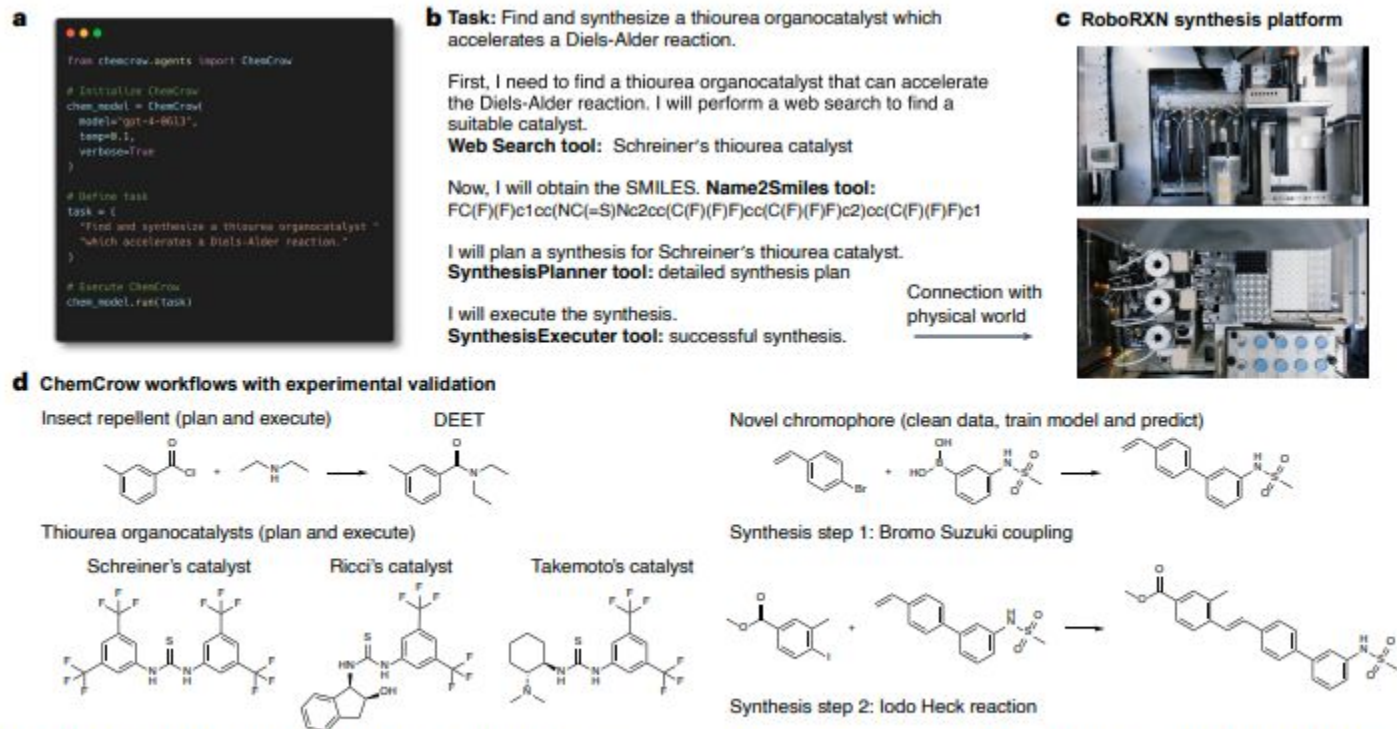 a
from chemcrow.agents import ChemCrow
# Initialize ChemCrow
chem_model = ChemCrow(
model="gpt-4-0613",
temp=0.1,
verbose=True
)
# Define task
task = (
"Find and synthesize a thiourea organocatalyst "
"which accelerates a Diels-Alder reaction."
)
# Execute ChemCrow
chem_model.run(task)
b Task: Find and synthesize a thiourea organocatalyst which
accelerates a Diels-Alder reaction.
First, I need to find a thiourea organocatalyst that can accelerate
the Diels-Alder reaction. I will perform a web search to find a
suitable catalyst.
Web Search tool: Schreiner's thiourea catalyst
Now, I will obtain the SMILES. Name2Smiles tool:
FC(F)(F)c1cc(NC(=S)Nc2cc(C(F)(F)F)cc(C(F)(F)F)c2)cc(C(F)(F)F)c1
I will plan a synthesis for Schreiner's thiourea catalyst.
SynthesisPlanner tool: detailed synthesis plan
I will execute the synthesis.
SynthesisExecuter tool: successful synthesis.
Connection with
physical world
c RoboRXN synthesis platform
d ChemCrow workflows with experimental validation
Insect repellent (plan and execute)
DEET
O
Cl
+
N
H
O
N
Thiourea organocatalysts (plan and execute)
Schreiner's catalyst
F F F F F F
S
F F N H N H F F
F F
Ricci's catalyst
F F F
S
HN N H F F F
OH
Takemoto's catalyst
F F F
S
N H N H F F F
N
Novel chromophore (clean data, train model and predict)
Br
+
OH
HO B
H N S O O
H N S O O
Synthesis step 1: Bromo Suzuki coupling
O
O
I
+
H N S O O
O
O
H N S O O
Synthesis step 2: Iodo Heck reaction